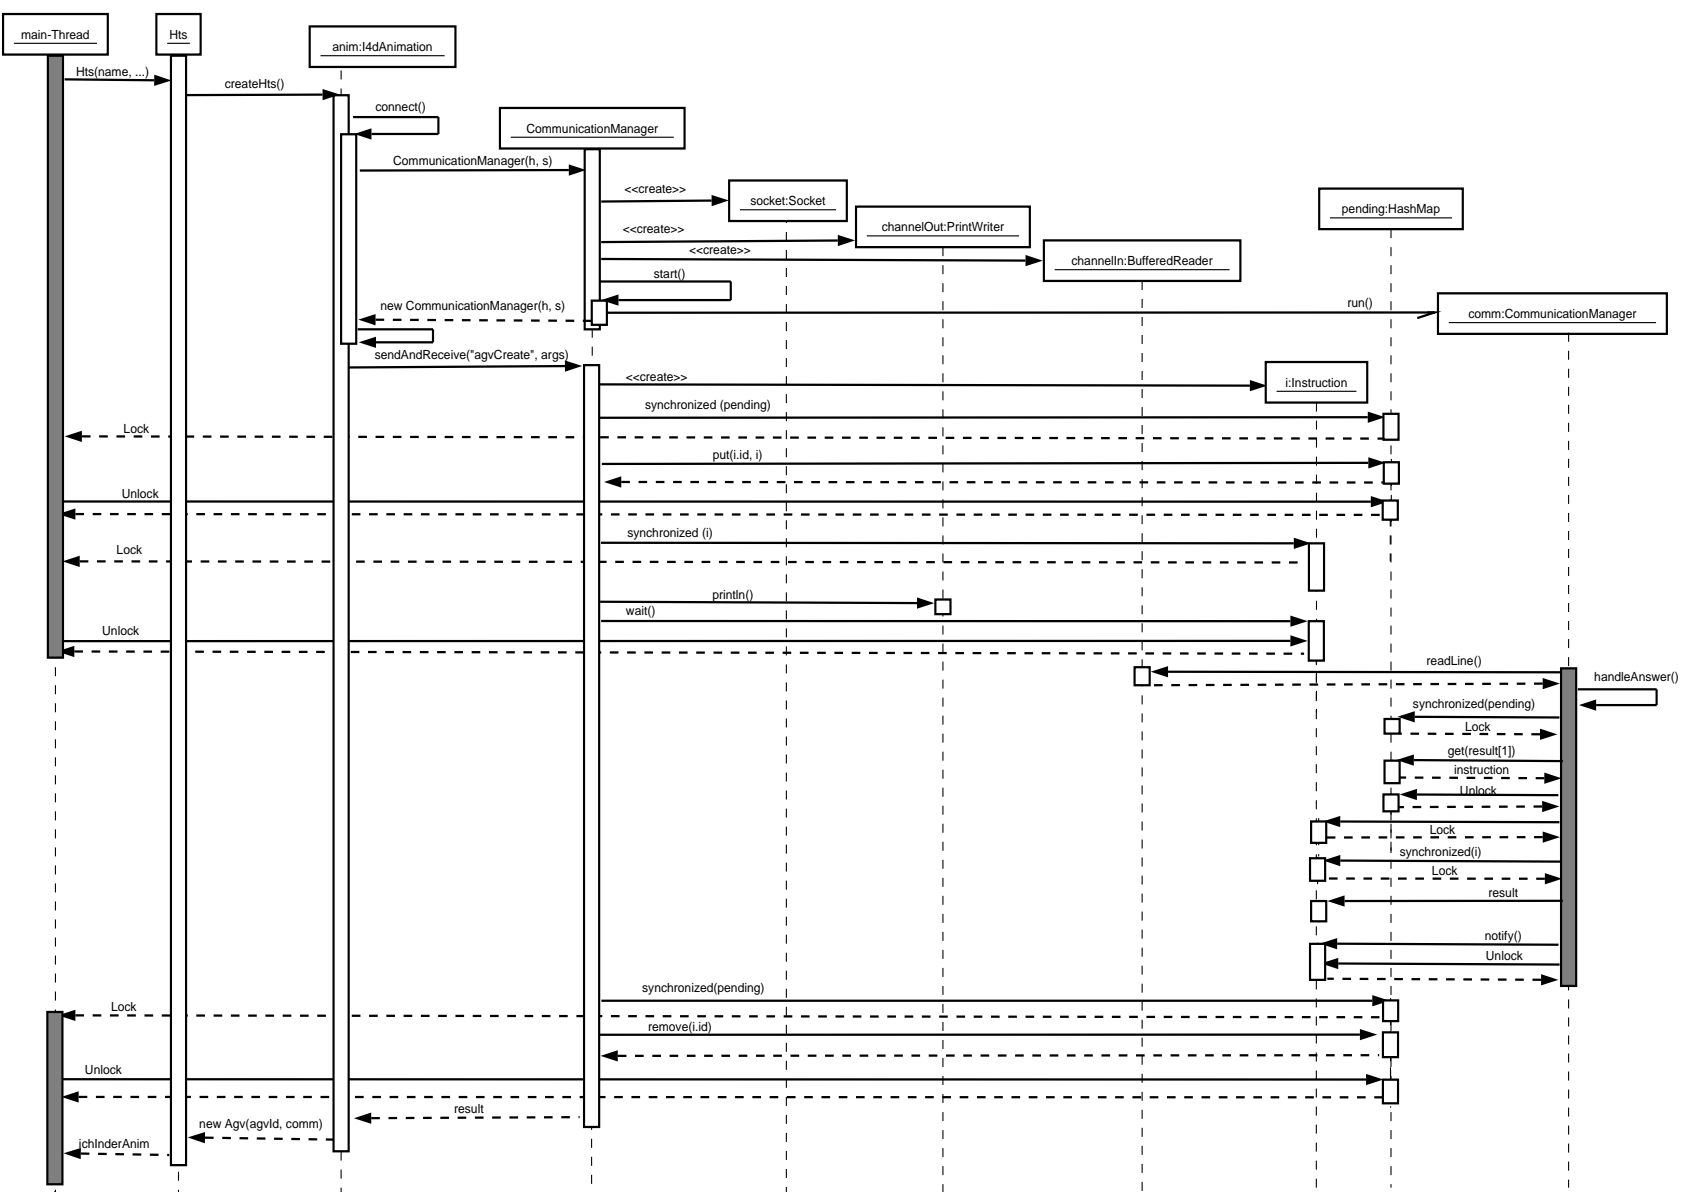 main-Thread
Hts
anim:I4dAnimation
Hts(name, ...)
createHts()
connect()
CommunicationManager
CommunicationManager(h, s)
<<create>>
socket:Socket
pending:HashMap
<<create>>
channelOut:PrintWriter
<<create>>
channelIn:BufferedReader
start()
new CommunicationManager(h, s)
run()
comm:CommunicationManager
sendAndReceive("agvCreate", args)
<<create>>
i:Instruction
synchronized (pending)
Lock
put(i.id, i)
Unlock
synchronized (i)
Lock
println()
wait()
Unlock
readLine()
handleAnswer()
synchronized(pending)
Lock
get(result[1])
instruction
Unlock
Lock
synchronized(i)
Lock
result
notify()
Unlock
synchronized(pending)
Lock
remove(i.id)
Unlock
result
new Agv(agvId, comm)
ichInderAnim